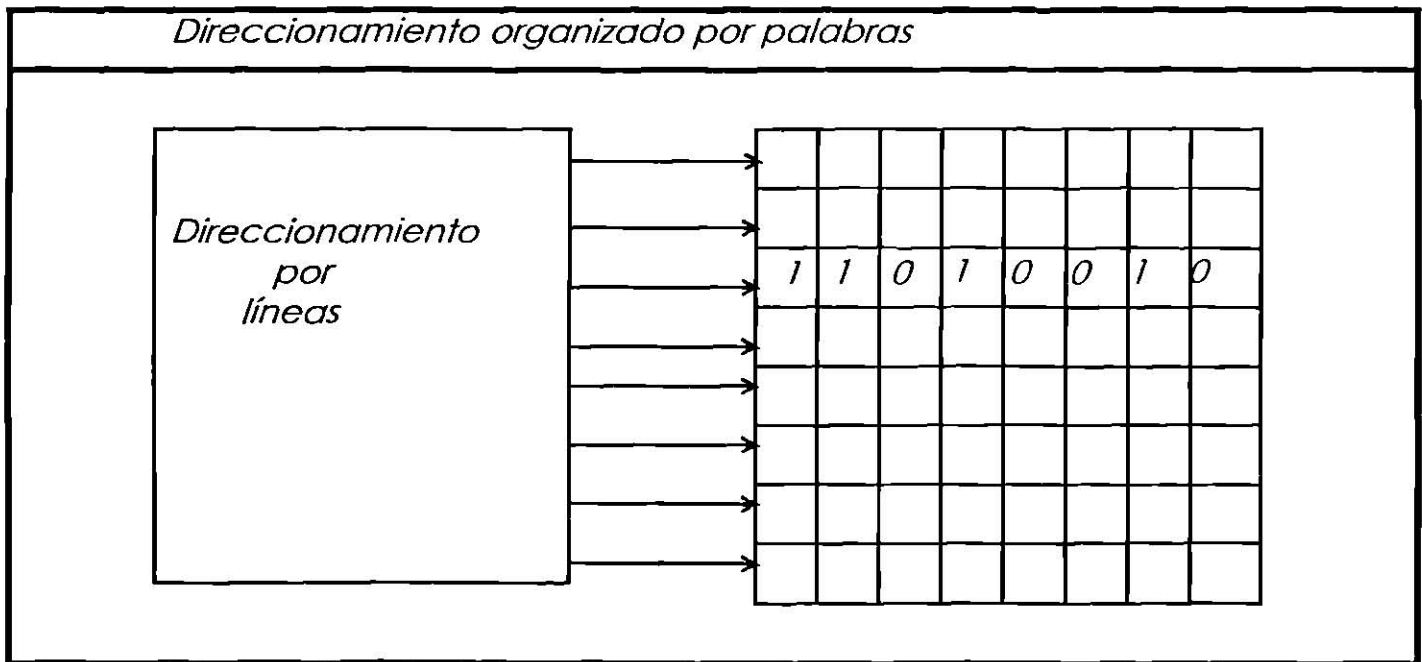 Direccionamiento organizado por palabras
Direccionamiento
por
líneas
1 1 0 1 0 0 1 0